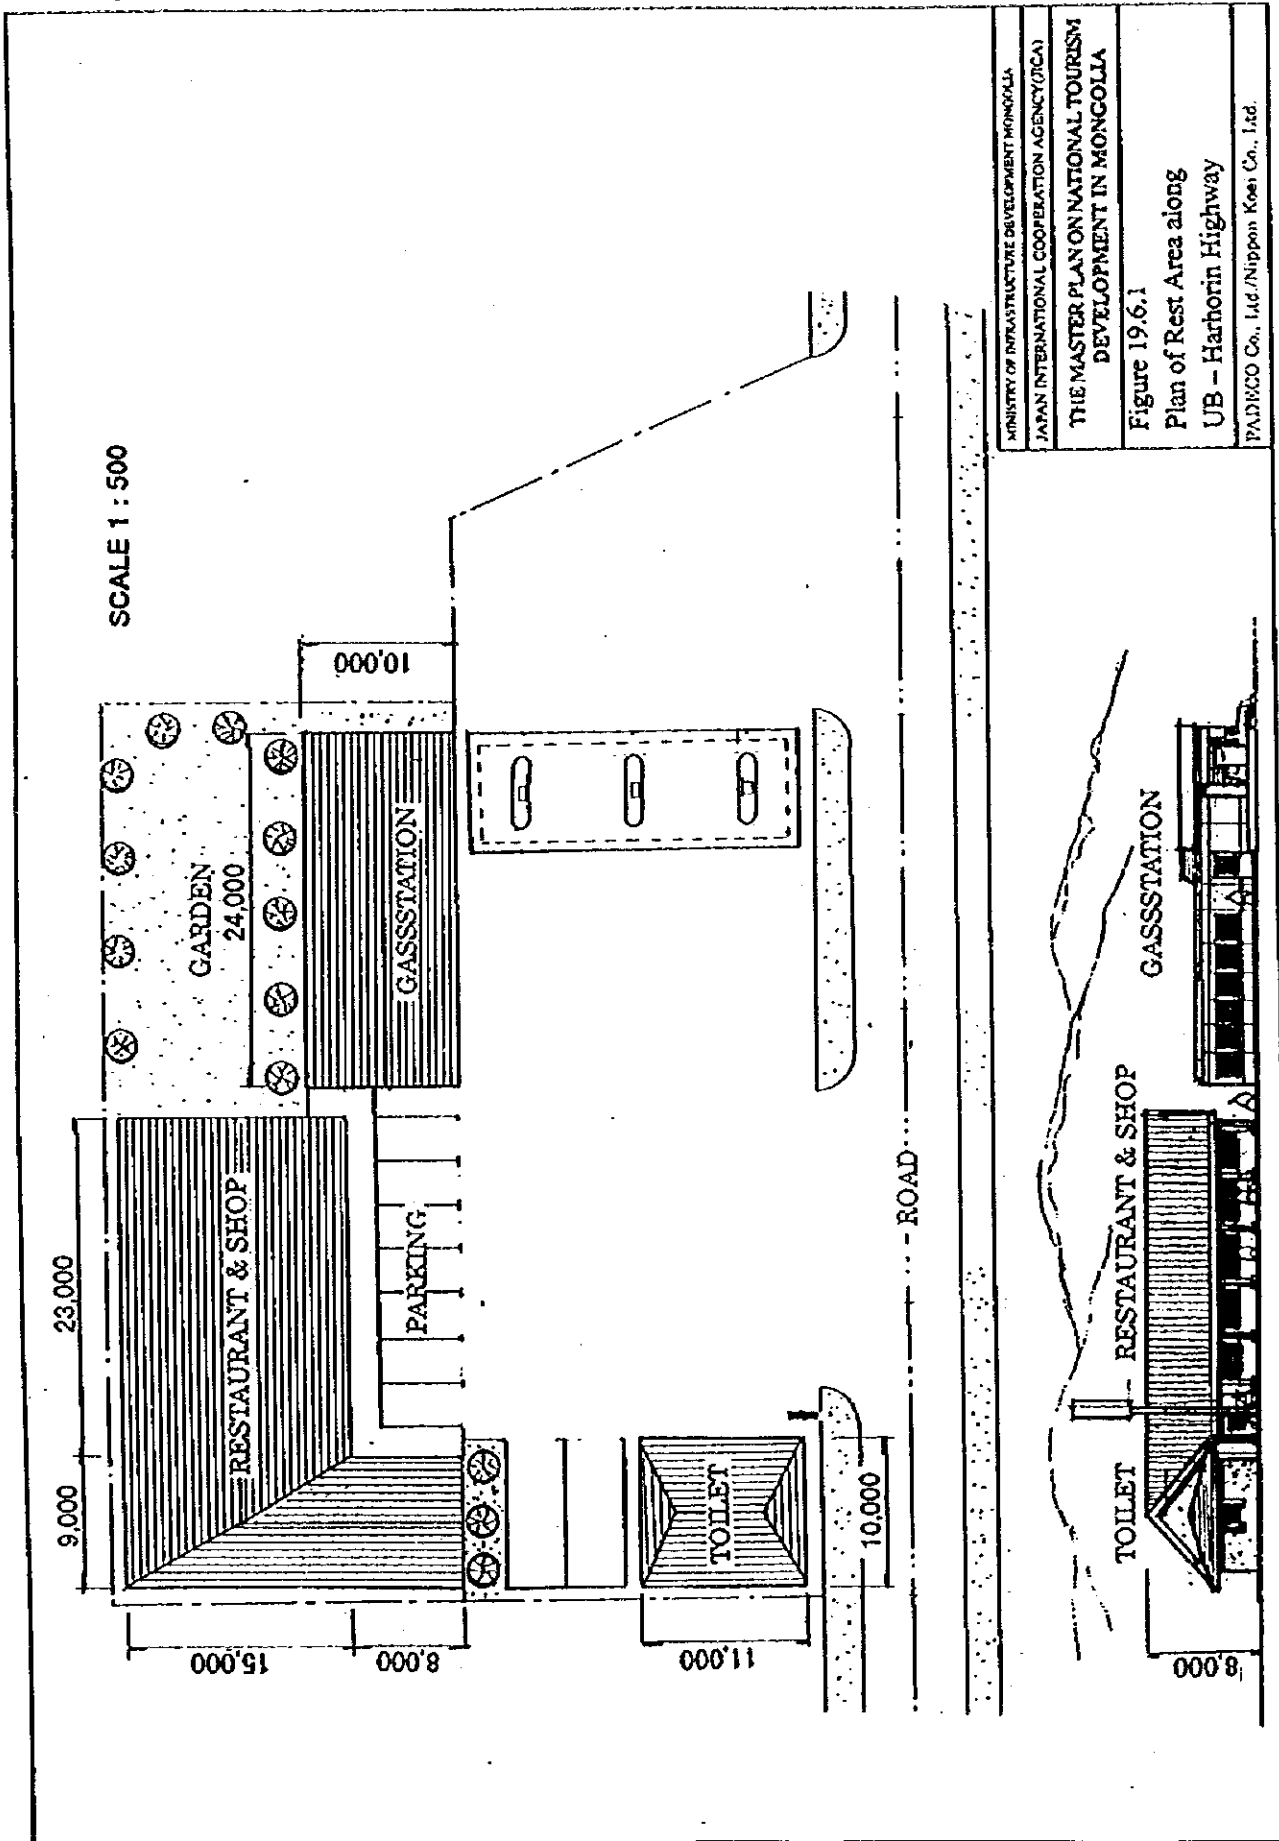 SCALE 1 : 500
9,000
23,000
RESTAURANT & SHOP
GARDEN
24,000
10,000
15,000
8,000
PARKING
GASSSTATION
11,000
TOILET
10,000
ROAD
TOILET
RESTAURANT & SHOP
GASSSTATION
8,000
MINISTRY OF INFRASTRUCTURE DEVELOPMENT MONGOLIA
JAPAN INTERNATIONAL COOPERATION AGENCY(JICA)
THE MASTER PLAN ON NATIONAL TOURISM
DEVELOPMENT IN MONGOLIA
Figure 19.6.1
Plan of Rest Area along
UB – Harhorin Highway
PADECO Co., Ltd./Nippon Koei Co., Ltd.